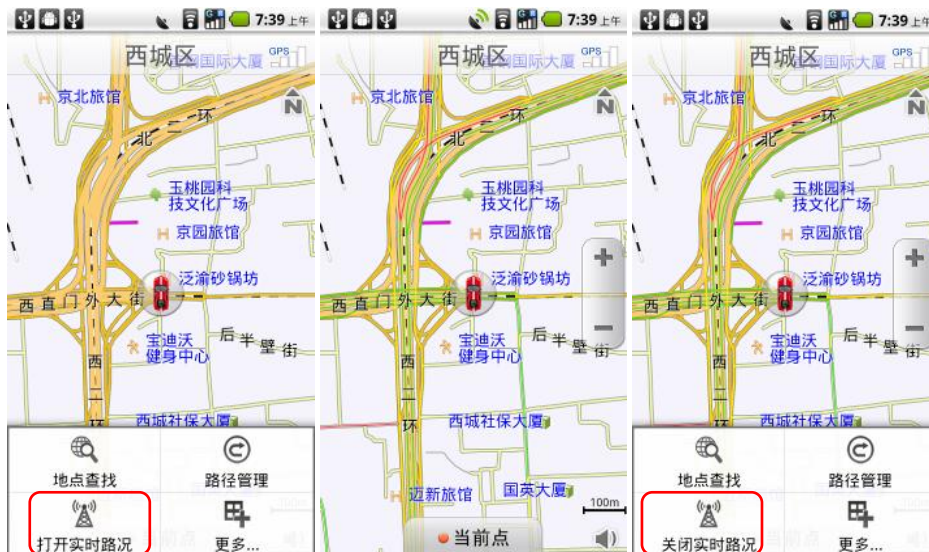 7:39 上午
西城区
GPS
国际大厦
京北旅馆
N
北二环
玉桃园科
技文化广场
京园旅馆
泛渝砂锅坊
西直门外大街
宝迪沃
健身中心
后半壁街
西二环
西城社保大厦
地点查找
路径管理
打开实时路况
更多...
7:39 上午
西城区
GPS
国际大厦
京北旅馆
N
北二环
玉桃园科
技文化广场
京园旅馆
泛渝砂锅坊
西直门外大街
宝迪沃
健身中心
后半壁街
西二环
西城社保大厦
迈新旅馆
国英大厦
100m
当前点
7:39 上午
西城区
GPS
国际大厦
京北旅馆
N
北二环
玉桃园科
技文化广场
京园旅馆
泛渝砂锅坊
西直门外大街
宝迪沃
健身中心
后半壁街
西二环
西城社保大厦
地点查找
路径管理
关闭实时路况
更多...